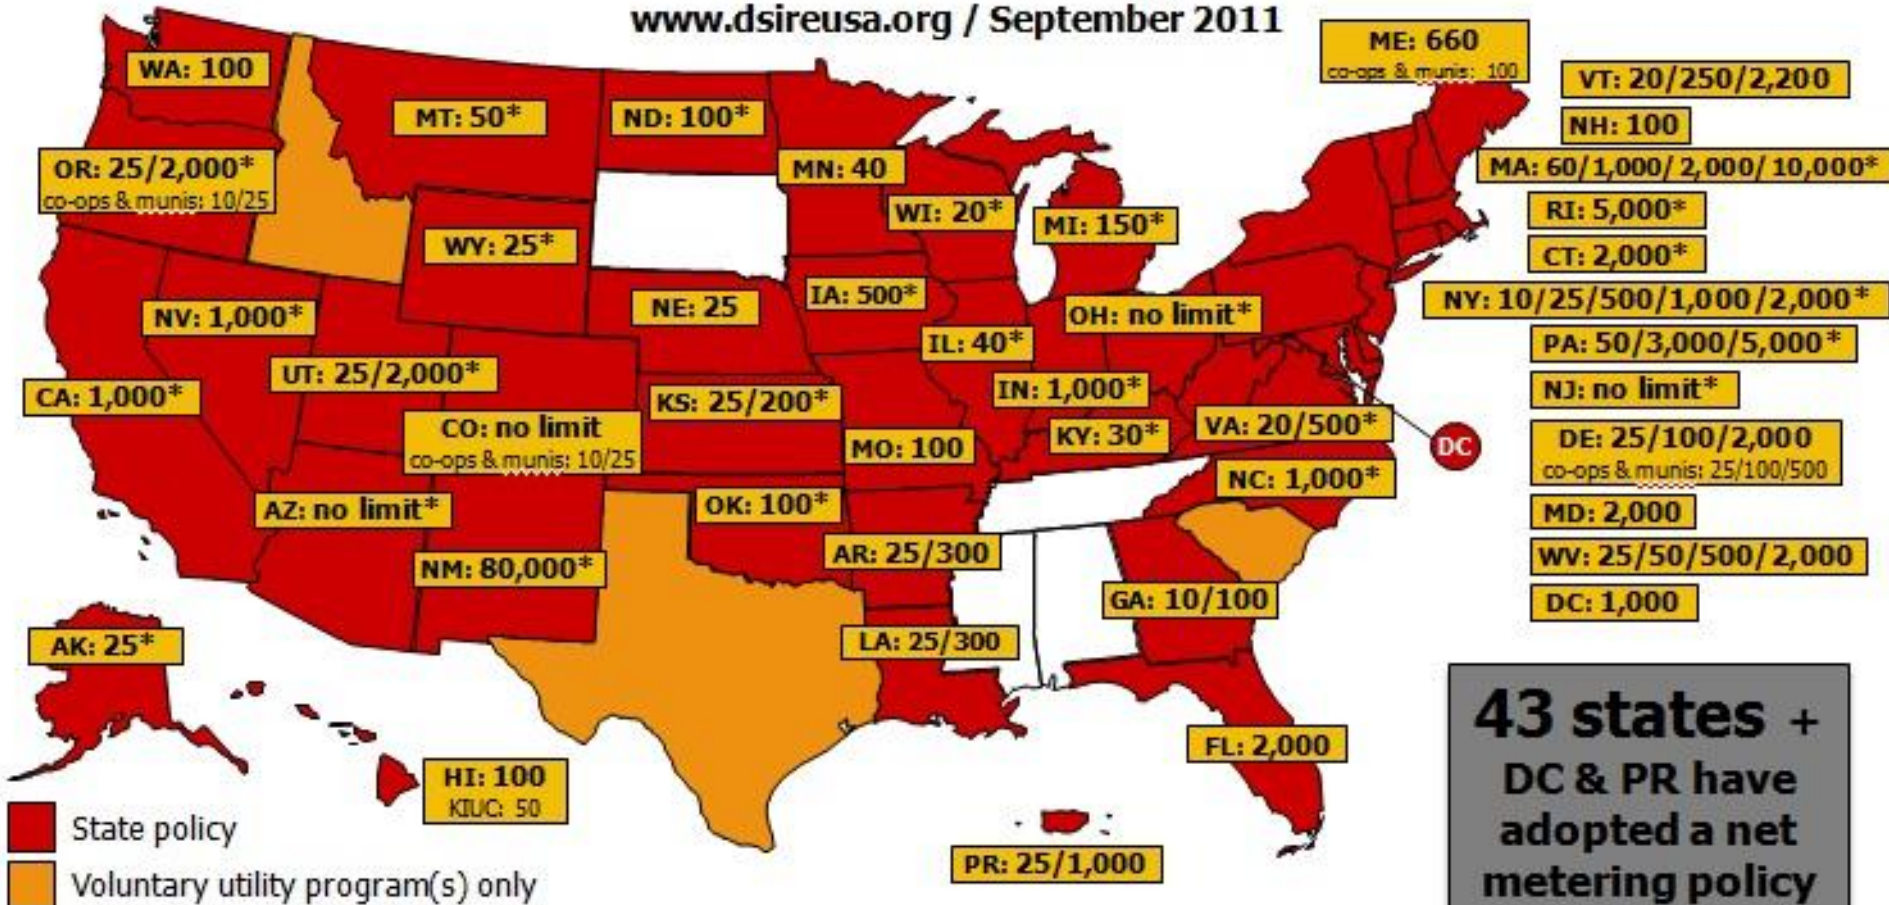 www.dsireusa.org / September 2011
ME: 660
co-ops & munis: 100
WA: 100
VT: 20/250/2,200
MT: 50*
ND: 100*
NH: 100
OR: 25/2,000*
co-ops & munis: 10/25
MN: 40
MA: 60/1,000/2,000/10,000*
WI: 20*
MI: 150*
RI: 5,000*
WY: 25*
CT: 2,000*
IA: 500*
NY: 10/25/500/1,000/2,000*
NV: 1,000*
NE: 25
OH: no limit*
IL: 40*
PA: 50/3,000/5,000*
UT: 25/2,000*
CA: 1,000*
KS: 25/200*
IN: 1,000*
NJ: no limit*
CO: no limit
co-ops & munis: 10/25
MO: 100
KY: 30*
VA: 20/500*
DC
DE: 25/100/2,000
co-ops & munis: 25/100/500
NC: 1,000*
AZ: no limit*
OK: 100*
MD: 2,000
NM: 80,000*
AR: 25/300
WV: 25/50/500/2,000
GA: 10/100
DC: 1,000
AK: 25*
LA: 25/300
FL: 2,000
HI: 100
KIUC: 50
PR: 25/1,000
State policy
Voluntary utility program(s) only
43 states +
DC & PR have
adopted a net
metering policy